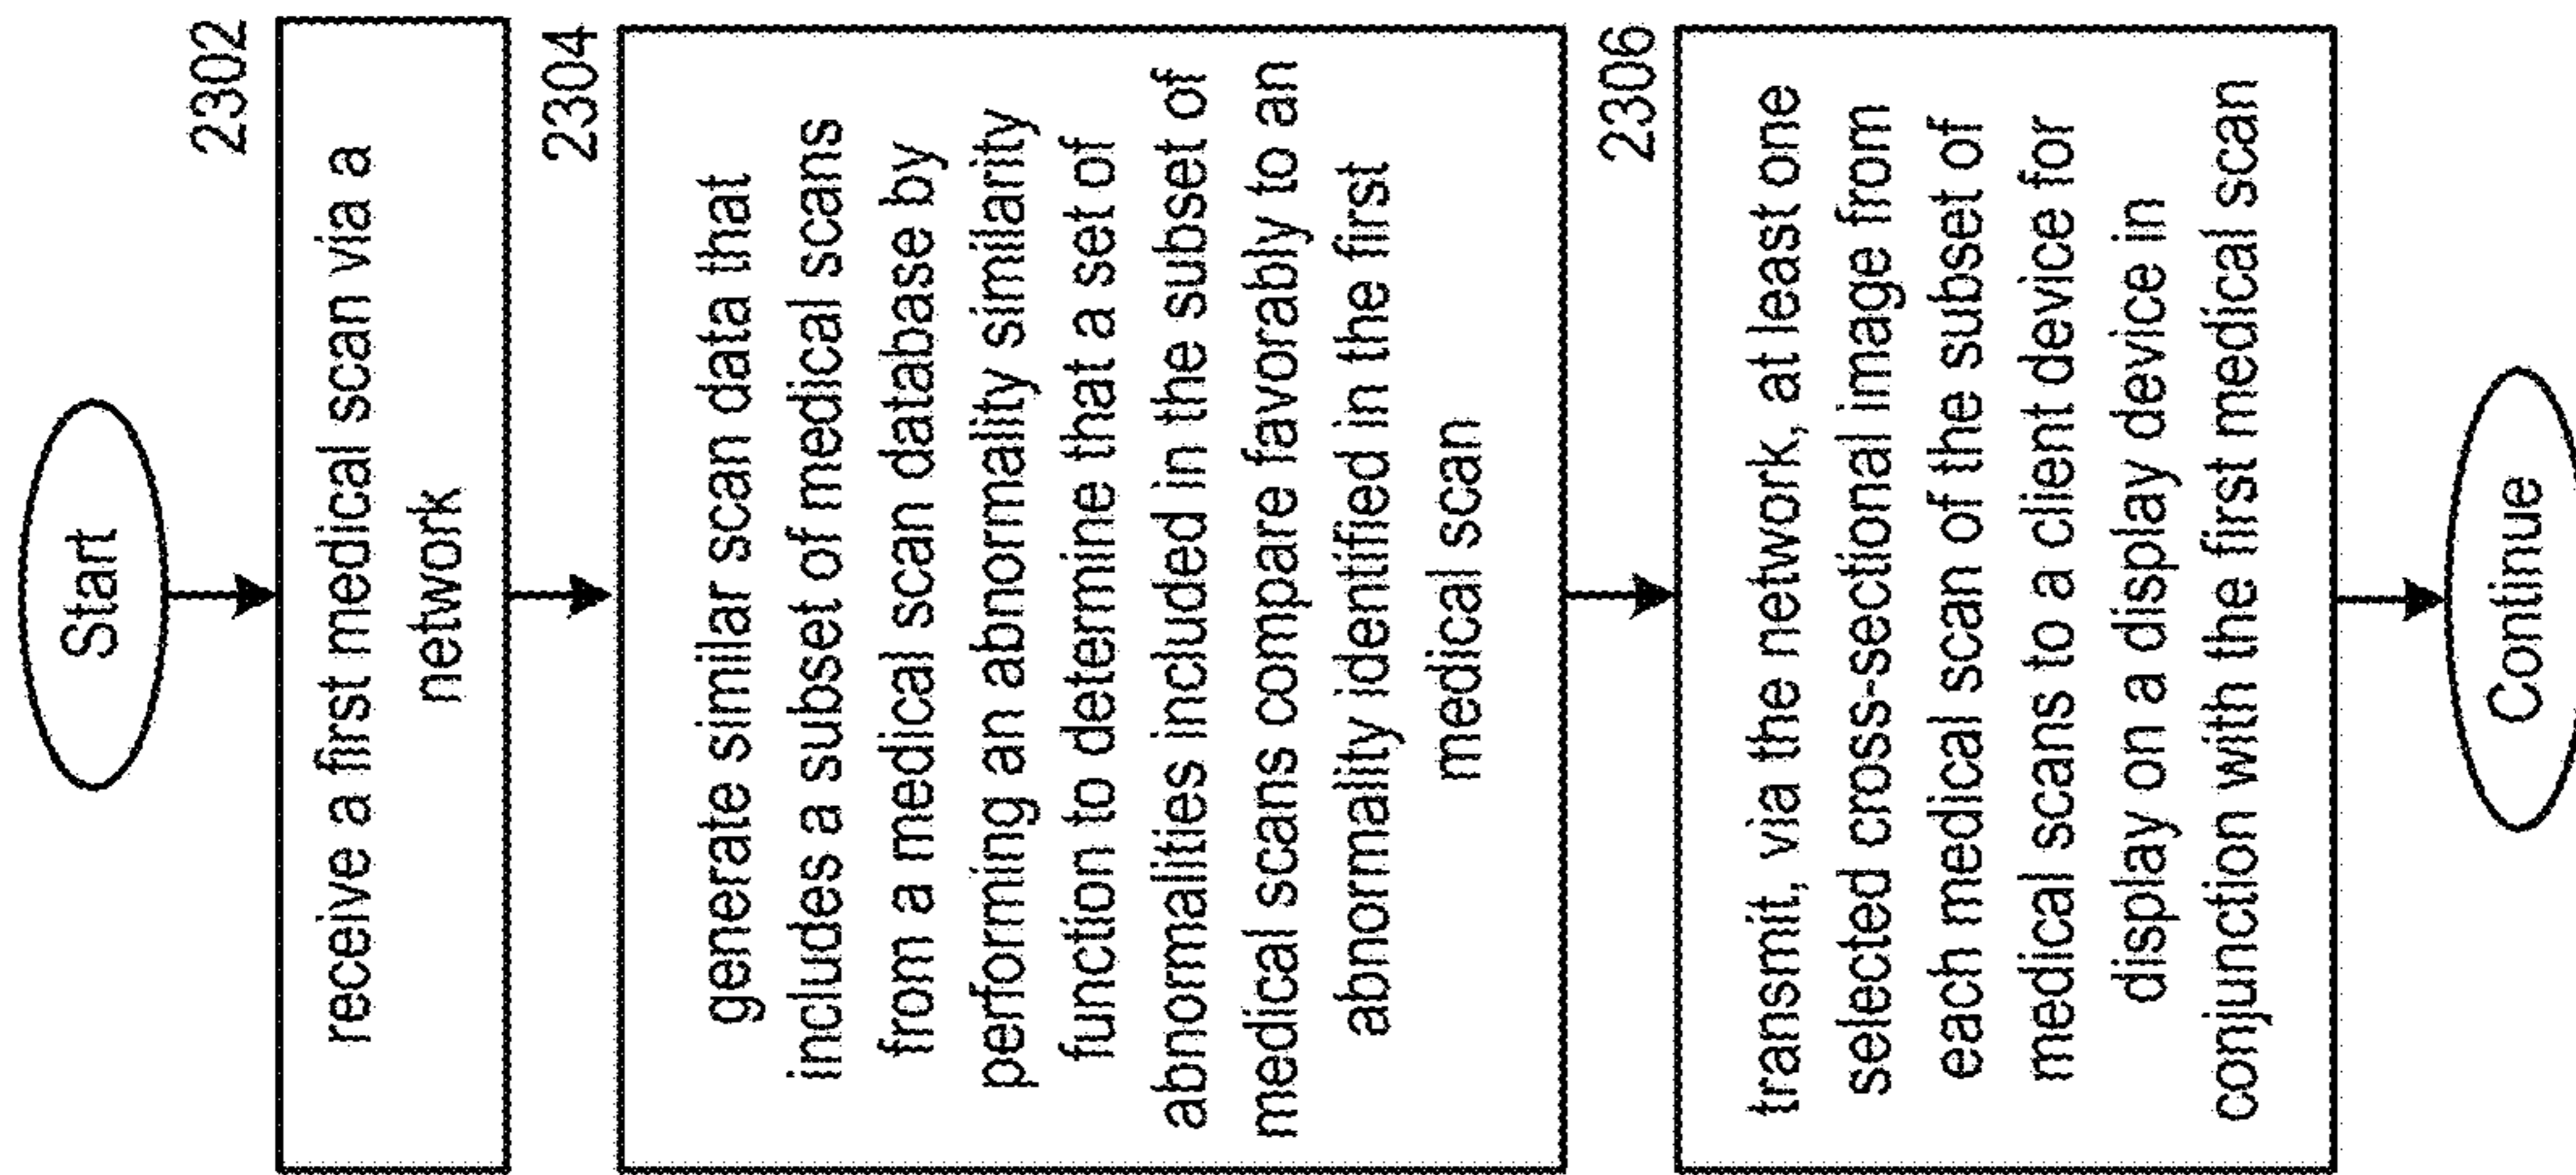 Start
2302
receive a first medical scan via a
network
2304
generate similar scan data that
includes a subset of medical scans
from a medical scan database by
performing an abnormality similarity
function to determine that a set of
abnormalities included in the subset of
medical scans compare favorably to an
abnormality identified in the first
medical scan
2306
transmit, via the network, at least one
selected cross-sectional image from
each medical scan of the subset of
medical scans to a client device for
display on a display device in
conjunction with the first medical scan
Continue